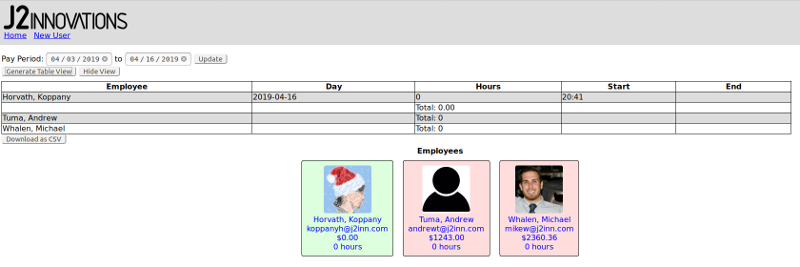 J2INNOVATIONS
Home New User
Pay Period: 04 / 03 / 2019 to 04 / 16 / 2019 Update
Generate Table View Hide View
Employee Day Hours Start End
Horvath, Koppany 2019-04-16 0 20:41
Total: 0.00
Tuma, Andrew Total: 0
Whalen, Michael Total: 0
Download as CSV
Employees
Horvath, Koppany Tuma, Andrew Whalen, Michael
koppanyh@j2inn.com andrewt@j2inn.com mikew@j2inn.com
$0.00 $1243.00 $2360.36
0 hours 0 hours 0 hours